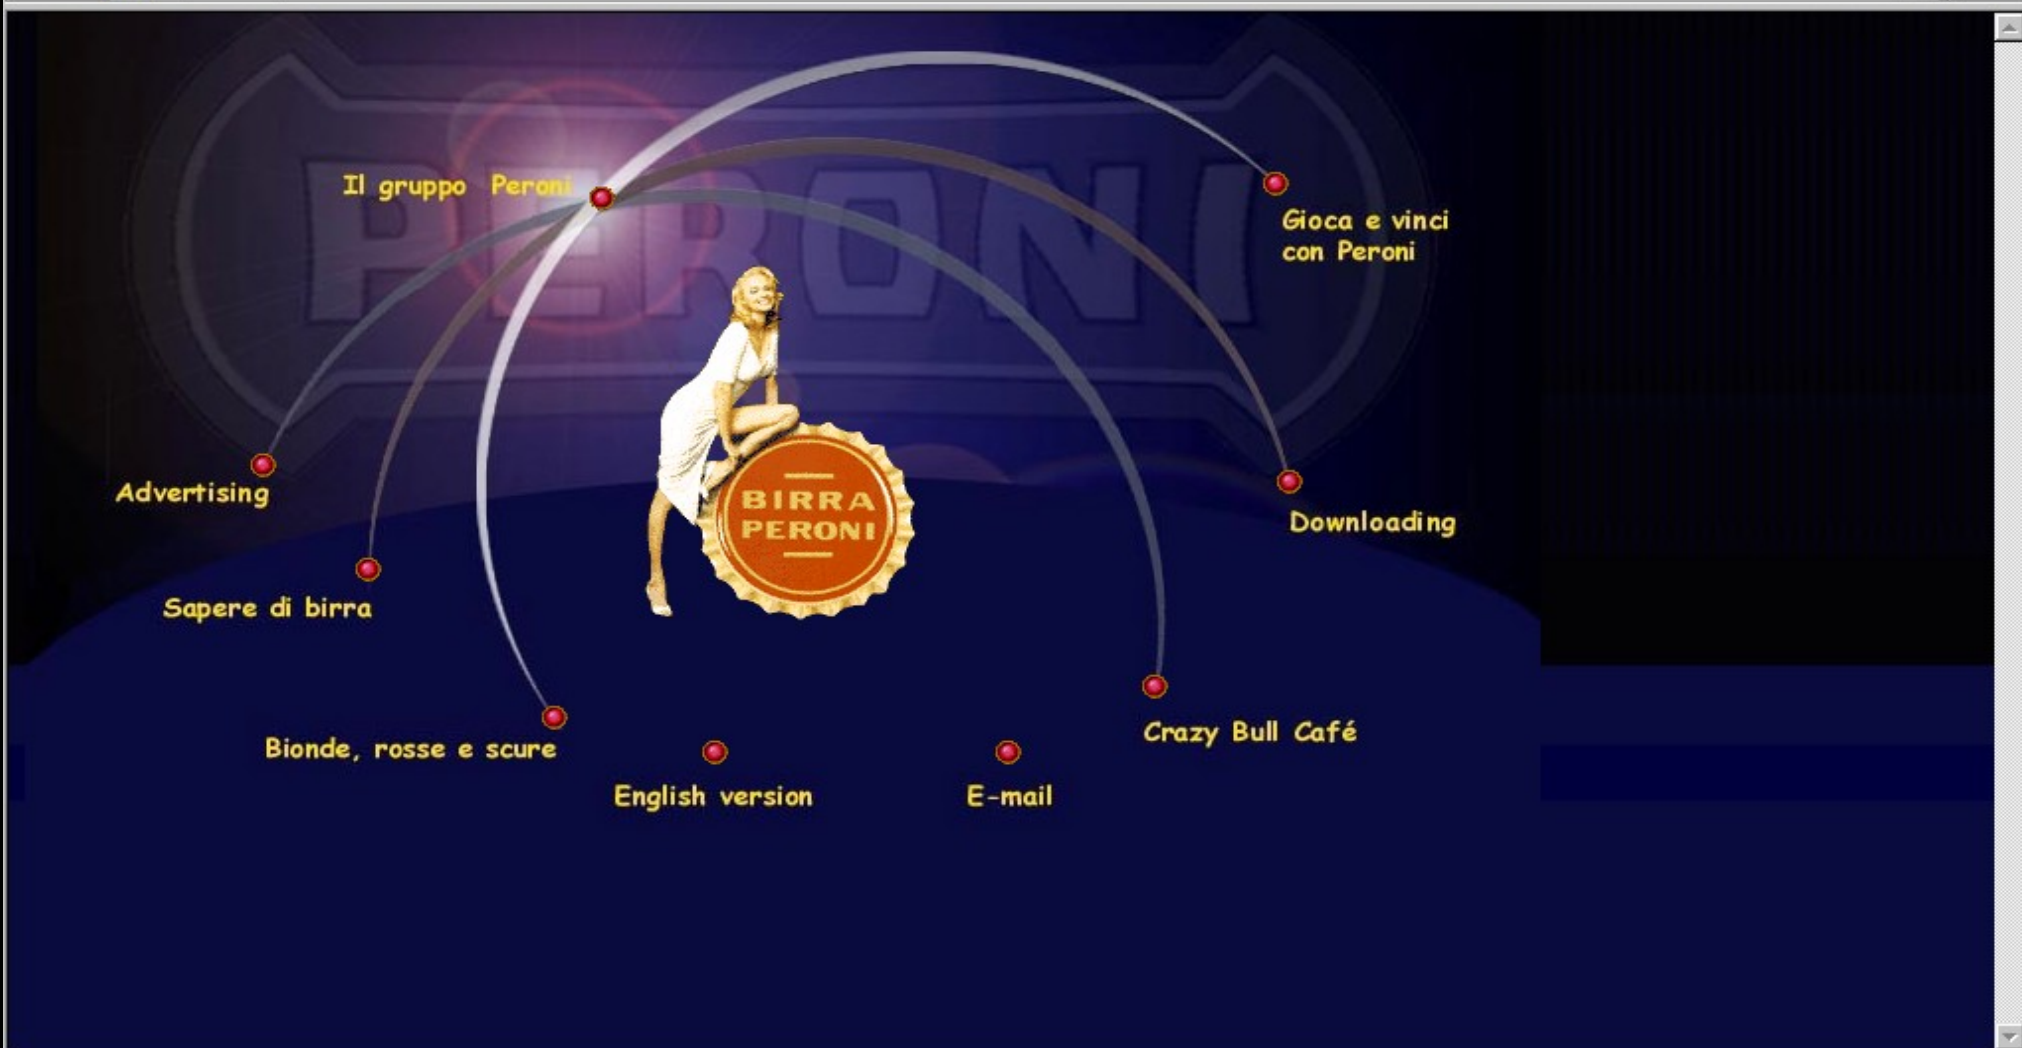 PERONI
Il gruppo Peroni
Gioca e vinci
con Peroni
Advertising
BIRRA
PERONI
Downloading
Sapere di birra
Bionde, rosse e scure
Crazy Bull Café
English version
E-mail